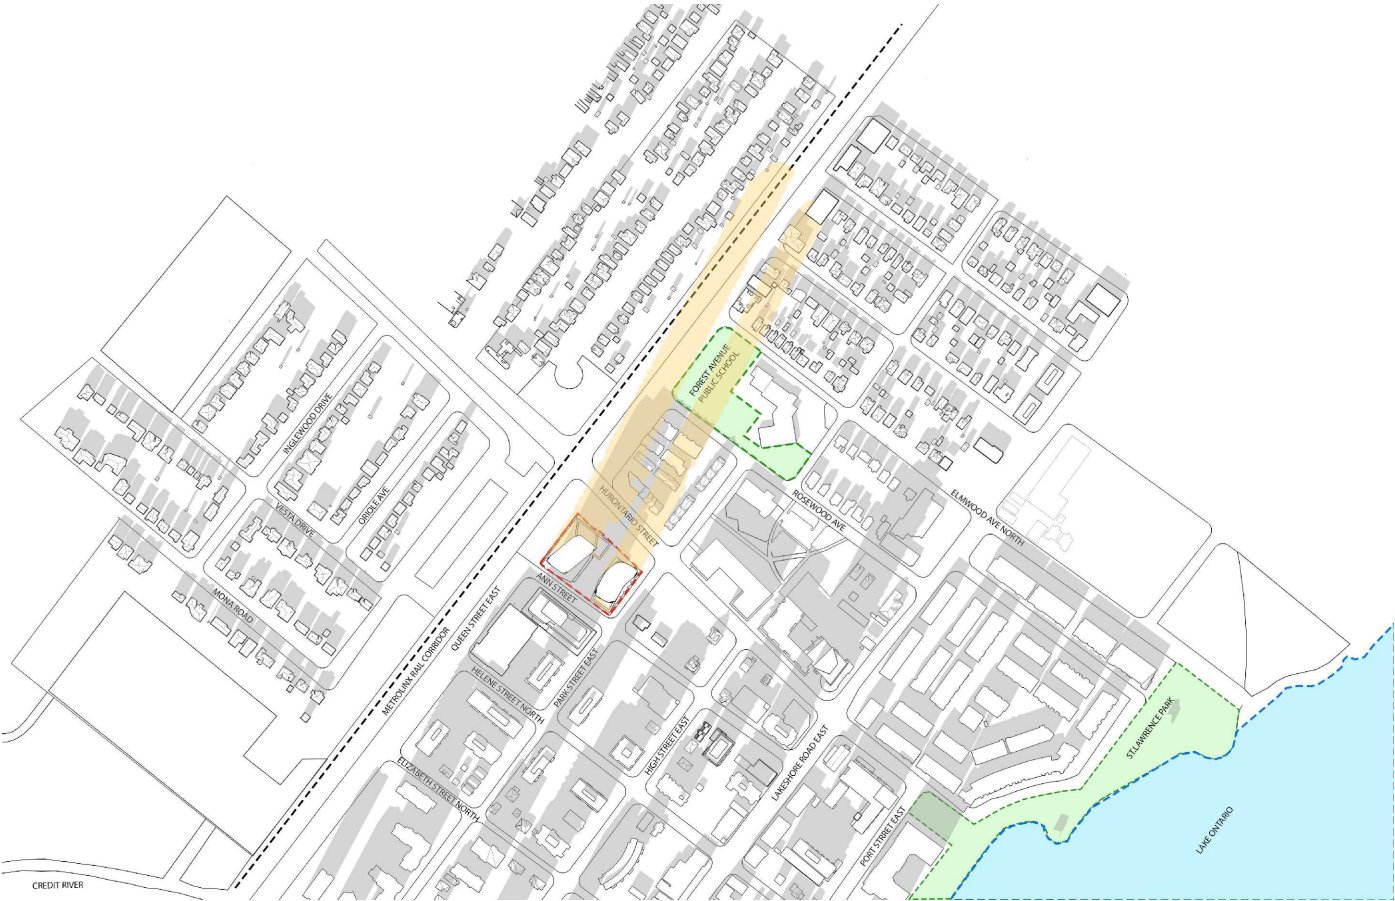 FOREST AVENUE
PUBLIC SCHOOL
INGLEWOOD DRIVE
ORIOLE AVE
VESTA DRIVE
MONA ROAD
HURONTARIO STREET
ROSEWOOD AVE
ELMWOOD AVE NORTH
ANN STREET
QUEEN STREET EAST
METROLINX RAIL CORRIDOR
HELENE STREET NORTH
PARK STREET EAST
HIGH STREET EAST
ELIZABETH STREET NORTH
LAKESHORE ROAD EAST
PORT STRRET EAST
ST.LAWRENCE PARK
LAKE ONTARIO
CREDIT RIVER